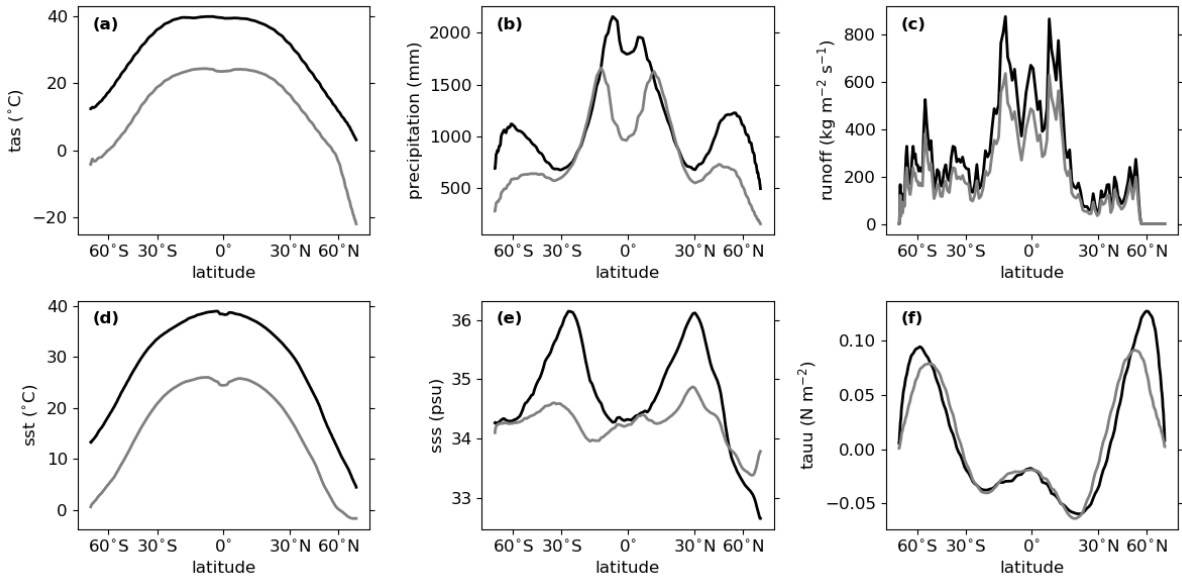 (a)
40
20
0
−20
tas (°C)
60°S 30°S 0° 30°N 60°N
latitude
(b)
2000
1500
1000
500
precipitation (mm)
60°S 30°S 0° 30°N 60°N
latitude
(c)
800
600
400
200
0
runoff (kg m−2 s−1)
60°S 30°S 0° 30°N 60°N
latitude
(d)
40
30
20
10
0
sst (°C)
60°S 30°S 0° 30°N 60°N
latitude
(e)
36
35
34
33
sss (psu)
60°S 30°S 0° 30°N 60°N
latitude
(f)
0.10
0.05
0.00
−0.05
tauu (N m−2)
60°S 30°S 0° 30°N 60°N
latitude